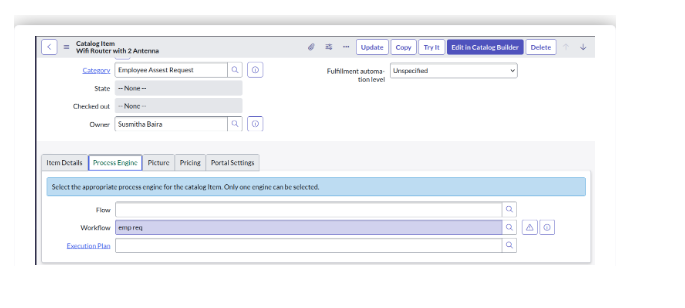 Catalog Item
Wifi Router with 2 Antenna
Update
Copy
Try It
Edit in Catalog Builder
Delete
Category
Employee Assest Request
Fulfillment automa-
tion level
Unspecified
State
-- None --
Checked out
-- None --
Owner
Susmitha Baira
Item Details
Process Engine
Picture
Pricing
Portal Settings
Select the appropriate process engine for the catalog item. Only one engine can be selected.
Flow
Workflow
emp req
Execution Plan